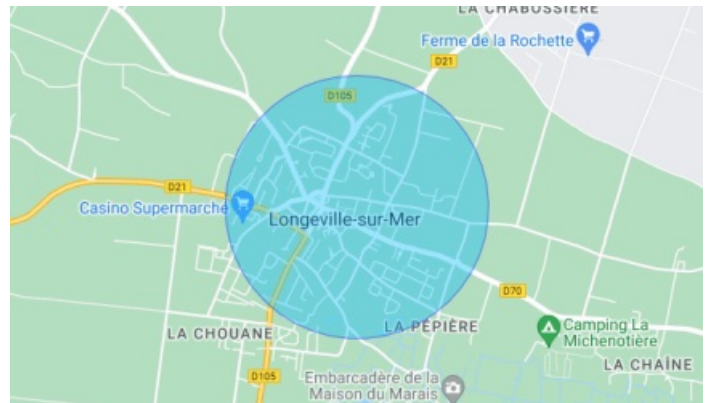 LA CHABOSSIÈRE
Ferme de la Rochette
D21
D105
D21
Casino Supermarché
Longeville-sur-Mer
D70
LA CHOUANE
LA PÉPIÈRE
Camping La
Michenotière
LA CHAÎNE
D105
Embarcadère de la
Maison du Marais